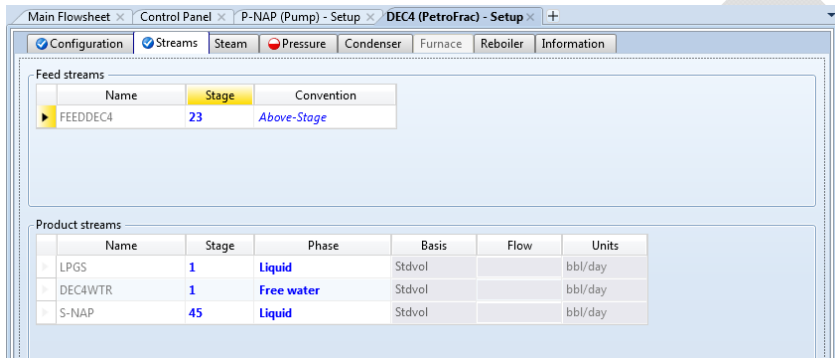 Main Flowsheet Control Panel P-NAP (Pump) - Setup DEC4 (PetroFrac) - Setup +
Configuration Streams Steam Pressure Condenser Furnace Reboiler Information
Feed streams
Name Stage Convention
FEEDDEC4 23 Above-Stage
Product streams
Name Stage Phase Basis Flow Units
LPGS 1 Liquid Stdvol bbl/day
DEC4WTR 1 Free water Stdvol bbl/day
S-NAP 45 Liquid Stdvol bbl/day